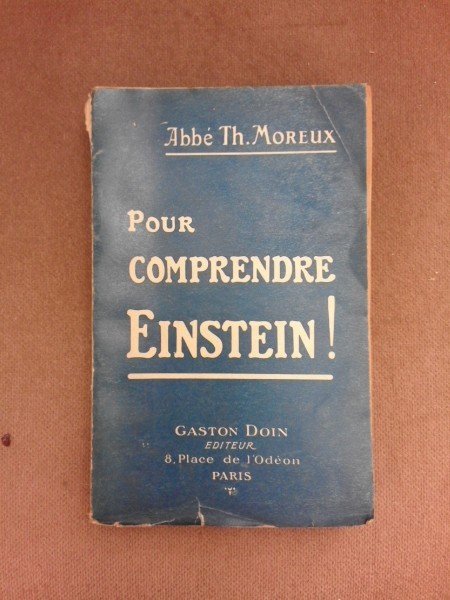 Abbé Th. Moreux
Pour
comprendre
Einstein!
Gaston Doin
Editeur
8, Place de l'Odéon
Paris